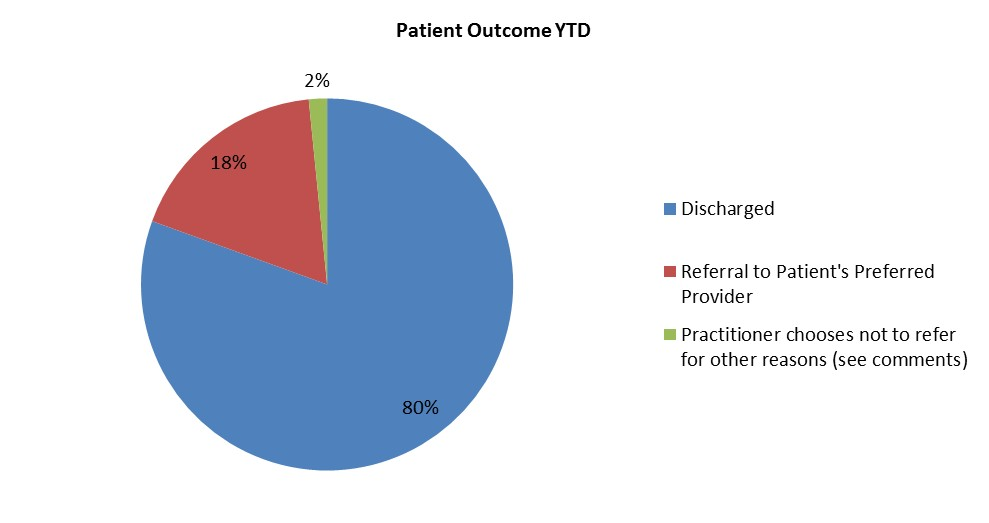 Patient Outcome YTD
2%
18%
80%
Discharged
Referral to Patient's Preferred
Provider
Practitioner chooses not to refer
for other reasons (see comments)